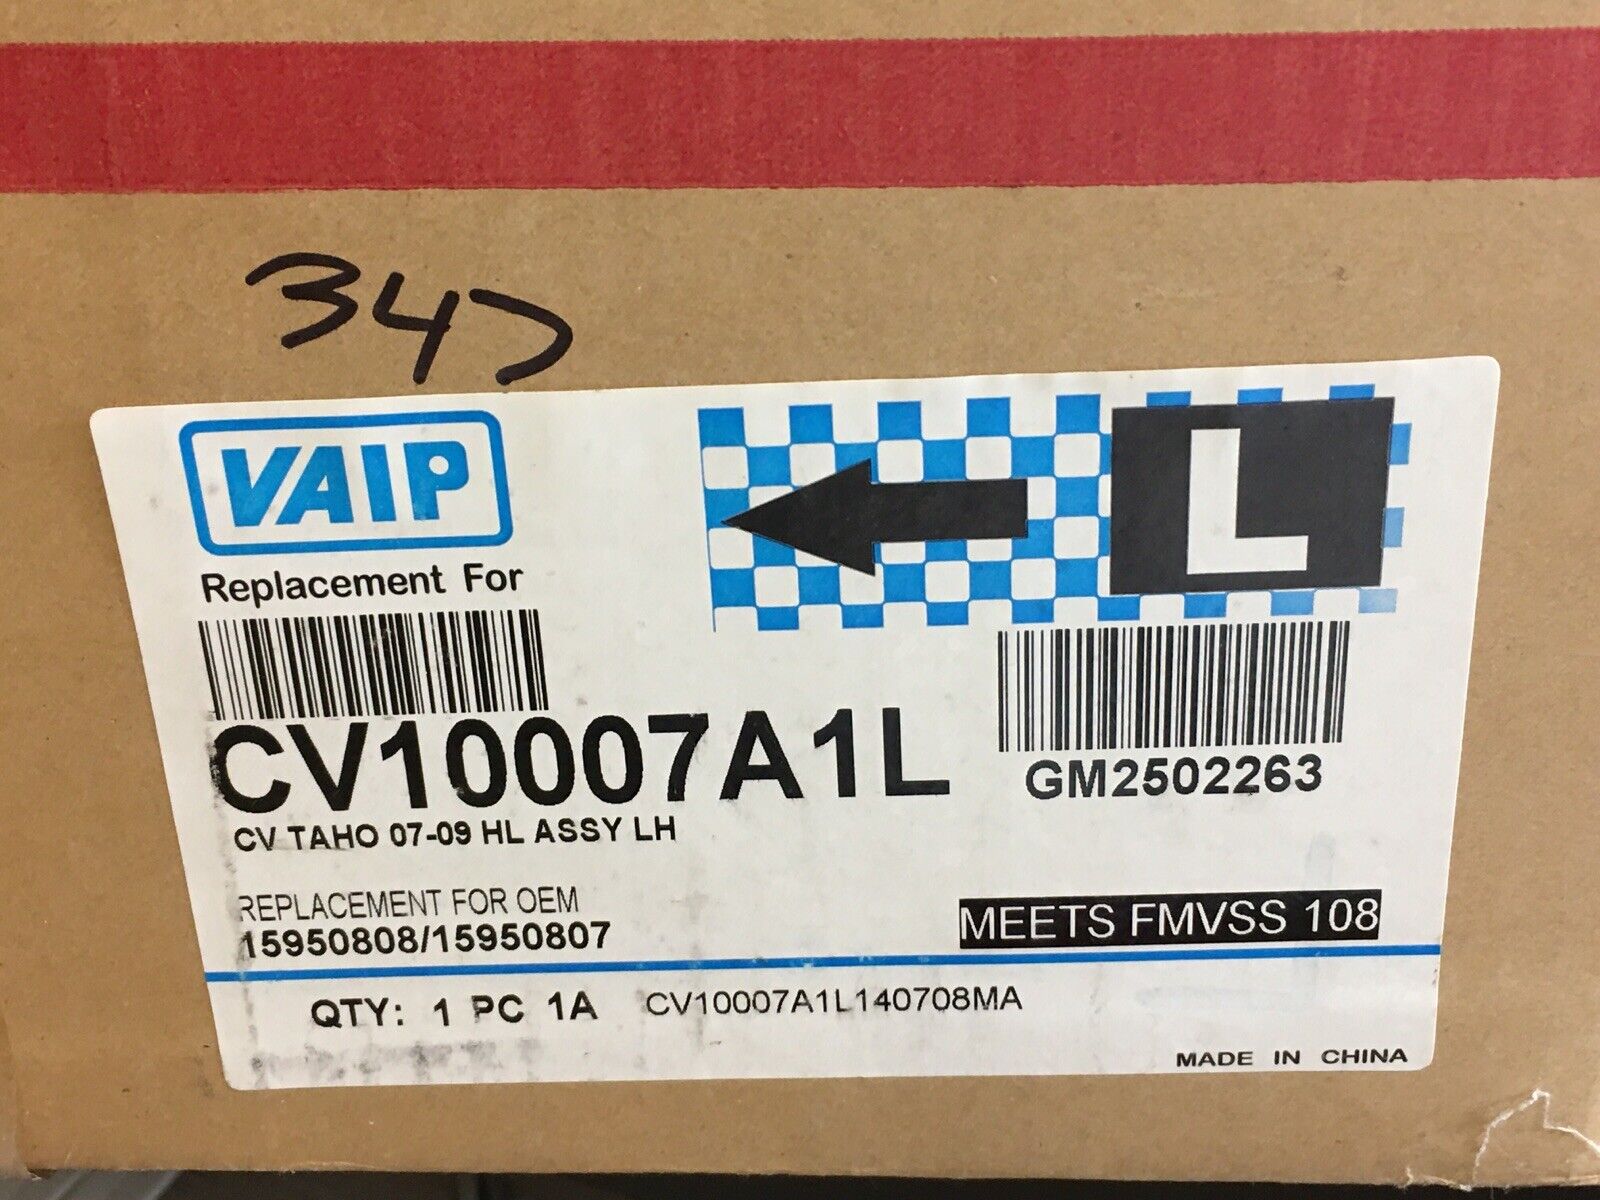 347
VAIP
L
Replacement For
CV10007A1L
GM2502263
CV TAHO 07-09 HL ASSY LH
REPLACEMENT FOR OEM
15950808/15950807
MEETS FMVSS 108
QTY: 1 PC 1A CV10007A1L140708MA
MADE IN CHINA